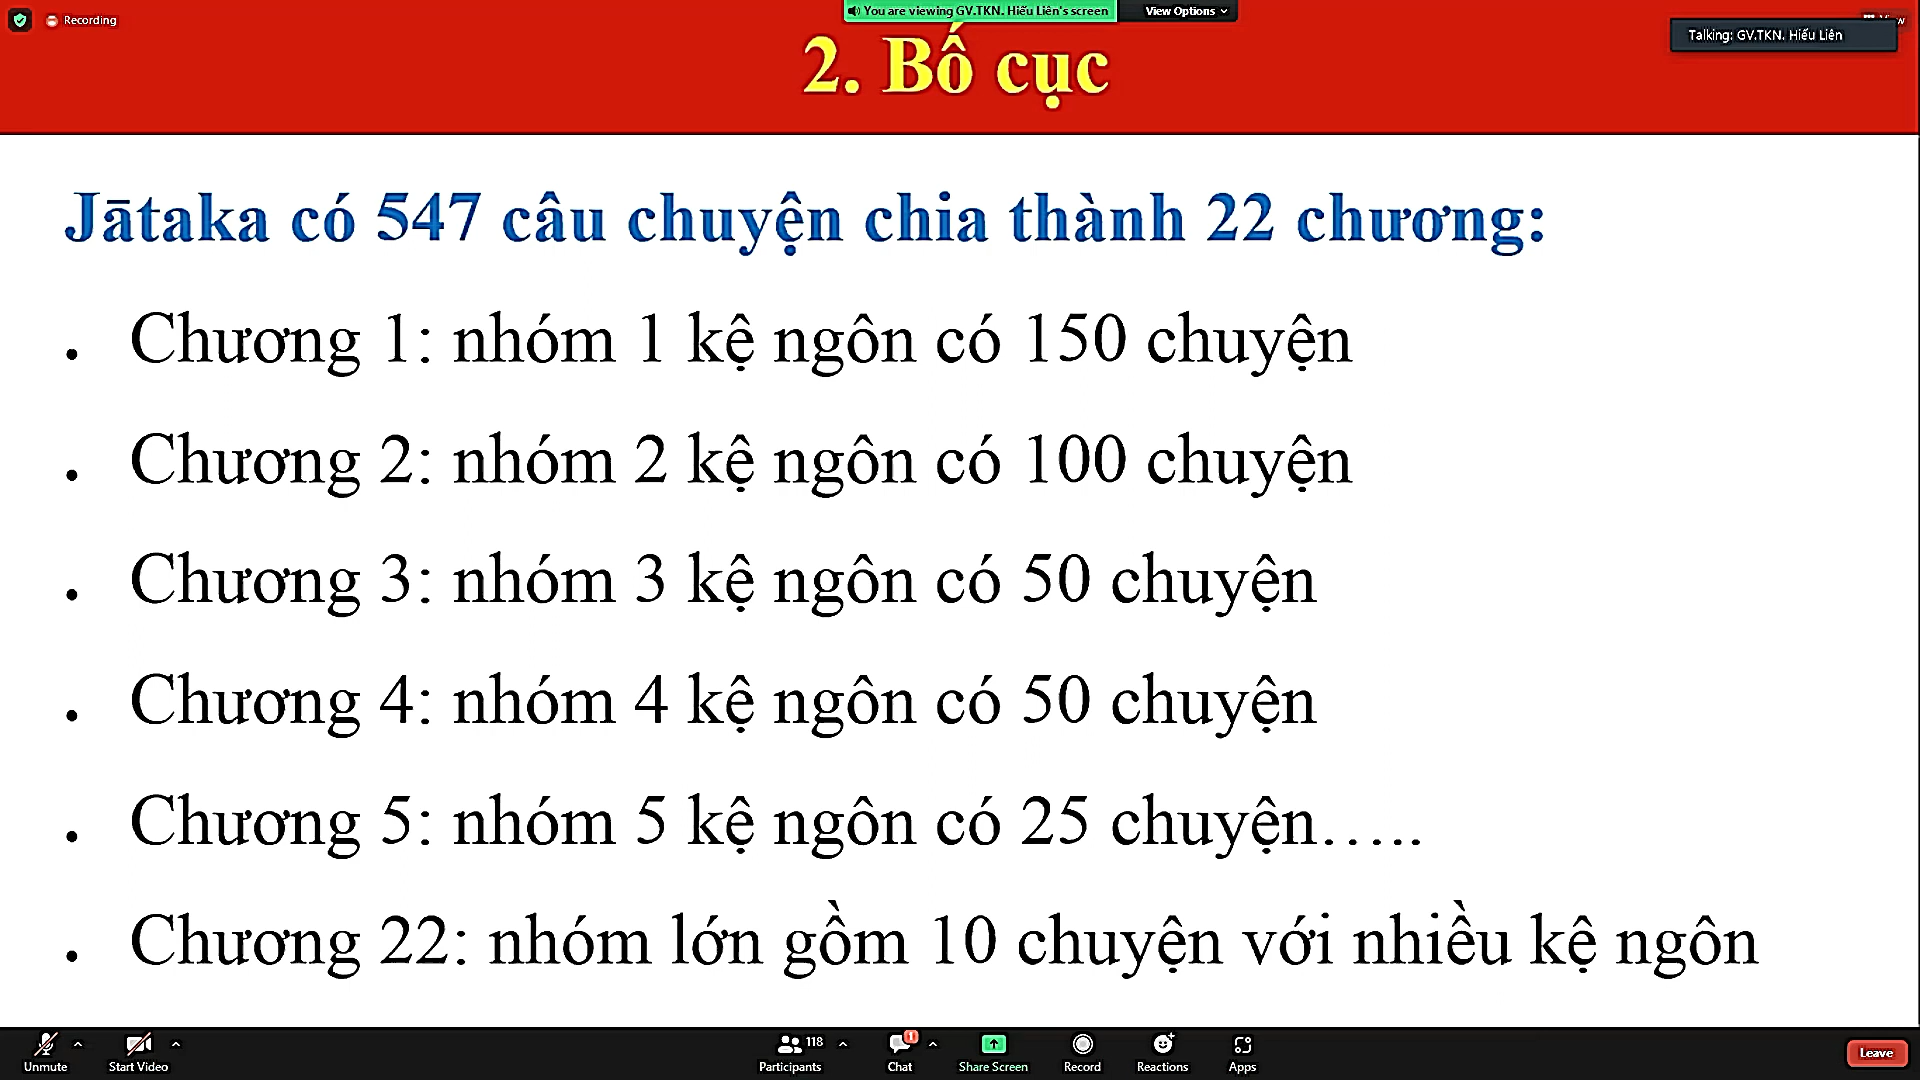 Recording
You are viewing GV.TKN. Hiếu Liên's screen
View Options
View
Talking: GV.TKN. Hiếu Liên
2. Bố cục
Jātaka có 547 câu chuyện chia thành 22 chương:
• Chương 1: nhóm 1 kệ ngôn có 150 chuyện
• Chương 2: nhóm 2 kệ ngôn có 100 chuyện
• Chương 3: nhóm 3 kệ ngôn có 50 chuyện
• Chương 4: nhóm 4 kệ ngôn có 50 chuyện
• Chương 5: nhóm 5 kệ ngôn có 25 chuyện…..
• Chương 22: nhóm lớn gồm 10 chuyện với nhiều kệ ngôn
Unmute
Start Video
118
Participants
1
Chat
Share Screen
Record
Reactions
Apps
Leave